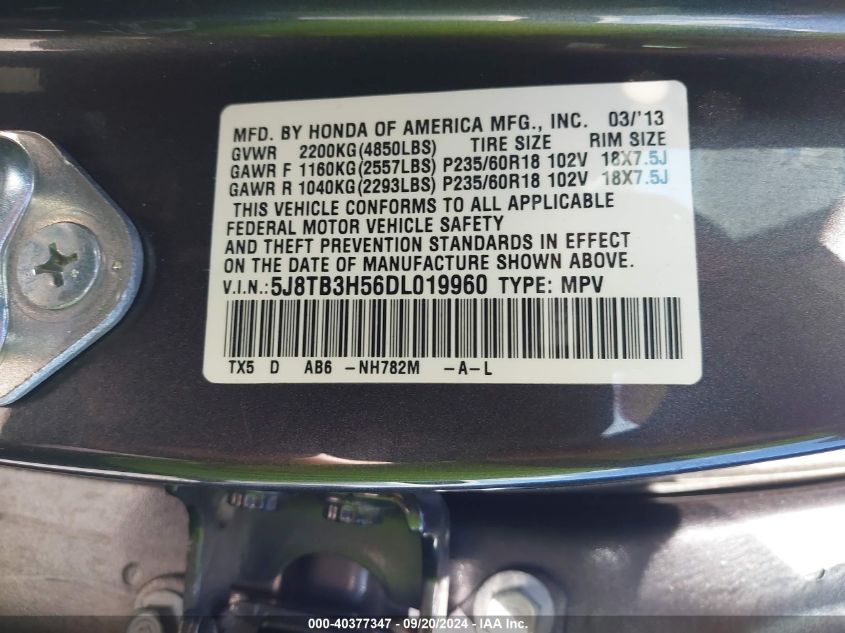 MFD. BY HONDA OF AMERICA MFG., INC. 03/'13
GVWR 2200KG(4850LBS) TIRE SIZE RIM SIZE
GAWR F 1160KG(2557LBS) P235/60R18 102V 18X7.5J
GAWR R 1040KG(2293LBS) P235/60R18 102V 18X7.5J
THIS VEHICLE CONFORMS TO ALL APPLICABLE
FEDERAL MOTOR VEHICLE SAFETY
AND THEFT PREVENTION STANDARDS IN EFFECT
ON THE DATE OF MANUFACTURE SHOWN ABOVE.
V.I.N.:5J8TB3H56DL019960 TYPE: MPV
TX5 D AB6 -NH782M -A-L
000-40377347 - 09/20/2024 - IAA Inc.